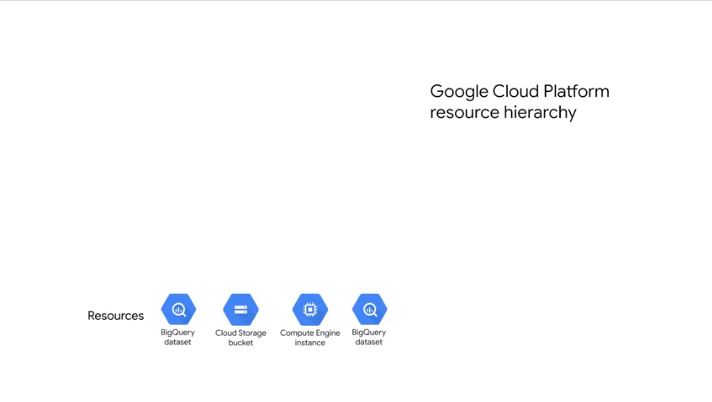 Google Cloud Platform
resource hierarchy
Resources
BigQuery
dataset
Cloud Storage
bucket
Compute Engine
instance
BigQuery
dataset